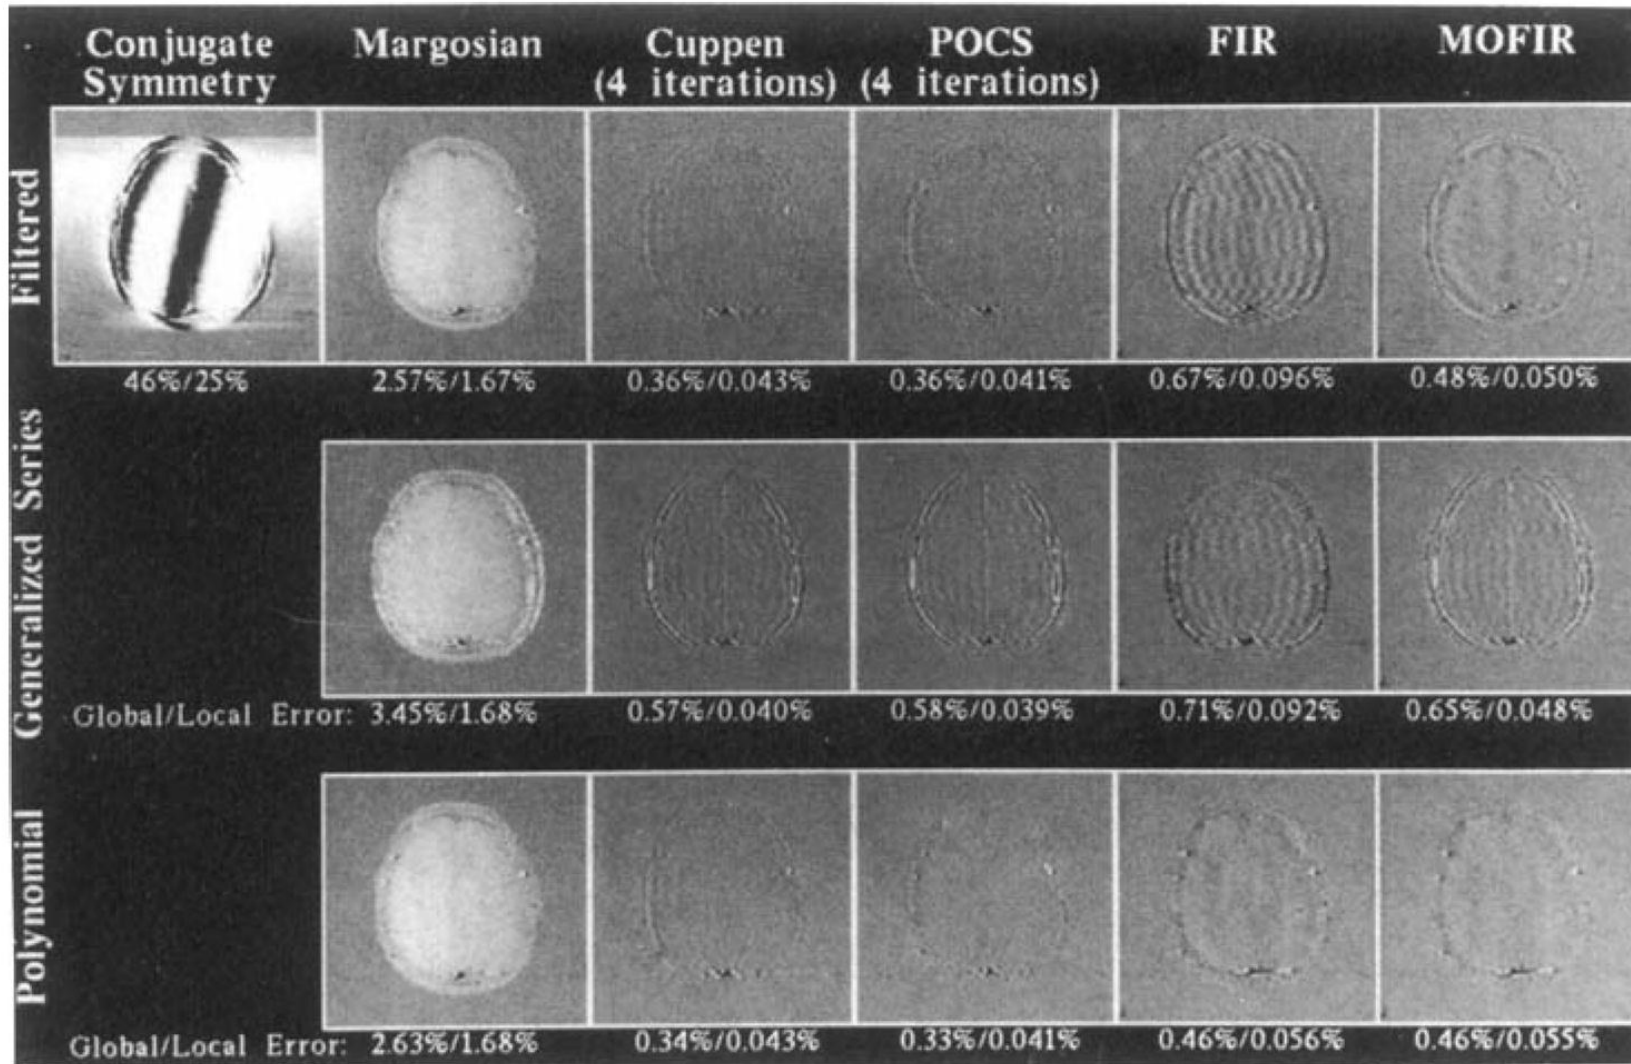 Conjugate Symmetry
Margosian
Cuppen (4 iterations)
POCS (4 iterations)
FIR
MOFIR
Filtered
46%/25%
2.57%/1.67%
0.36%/0.043%
0.36%/0.041%
0.67%/0.096%
0.48%/0.050%
Generalized Series
Global/Local Error:
3.45%/1.68%
0.57%/0.040%
0.58%/0.039%
0.71%/0.092%
0.65%/0.048%
Polynomial
Global/Local Error:
2.63%/1.68%
0.34%/0.043%
0.33%/0.041%
0.46%/0.056%
0.46%/0.055%